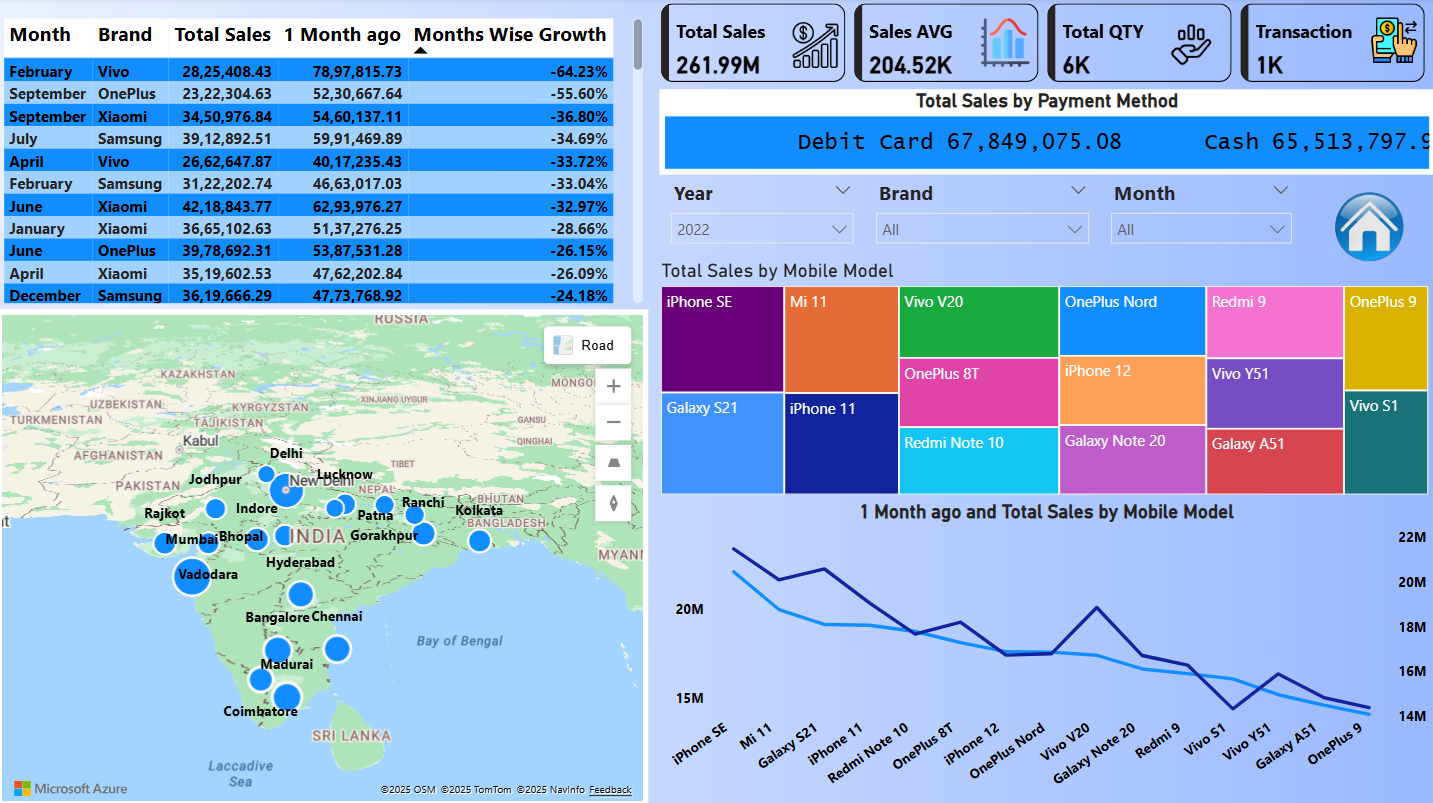 Month Brand Total Sales 1 Month ago Months Wise Growth
February Vivo 28,25,408.43 78,97,815.73 -64.23%
September OnePlus 23,22,304.63 52,30,667.64 -55.60%
September Xiaomi 34,50,976.84 54,60,137.11 -36.80%
July Samsung 39,12,892.51 59,91,469.89 -34.69%
April Vivo 26,62,647.87 40,17,235.43 -33.72%
February Samsung 31,22,202.74 46,63,017.03 -33.04%
June Xiaomi 42,18,843.77 62,93,976.27 -32.97%
January Xiaomi 36,65,102.63 51,37,276.25 -28.66%
June OnePlus 39,78,692.31 53,87,531.28 -26.15%
April Xiaomi 35,19,602.53 47,62,202.84 -26.09%
December Samsung 36,19,666.29 47,73,768.92 -24.18%
Total Sales
261.99M
Sales AVG
204.52K
Total QTY
6K
Transaction
1K
Total Sales by Payment Method
Debit Card 67,849,075.08 Cash 65,513,797.9
Year
2022
Brand
All
Month
All
Total Sales by Mobile Model
iPhone SE
Mi 11
Vivo V20
OnePlus Nord
Redmi 9
OnePlus 9
OnePlus 8T
iPhone 12
Vivo Y51
Galaxy S21
iPhone 11
Vivo S1
Redmi Note 10
Galaxy Note 20
Galaxy A51
RUSSIA
Road
KAZAKHSTAN
MONGO
UZBEKISTAN
KYRGYZSTAN
XINJIANG UYGUR
TURKMENISTAN
TAJIKISTAN
GANSU
Kabul
QINGHAI
AFGHANISTAN
Delhi
TIBET
Jodhpur
Lucknow
New Delhi
PAKISTAN
NEPAL
BHUTAN
Rajkot
Indore
Patna
Ranchi
Kolkata
BANGLADESH
Mumbai
Bhopal
INDIA
Gorakhpur
MYANM
Hyderabad
Vadodara
Bangalore
Chennai
Bay of Bengal
Madurai
Coimbatore
SRI LANKA
Laccadive
Sea
Microsoft Azure
©2025 OSM ©2025 TomTom ©2025 NavInfo Feedback
1 Month ago and Total Sales by Mobile Model
20M
15M
22M
20M
18M
16M
14M
iPhone SE
Mi 11
Galaxy S21
iPhone 11
Redmi Note 10
OnePlus 8T
iPhone 12
OnePlus Nord
Vivo V20
Galaxy Note 20
Redmi 9
Vivo S1
Vivo Y51
Galaxy A51
OnePlus 9